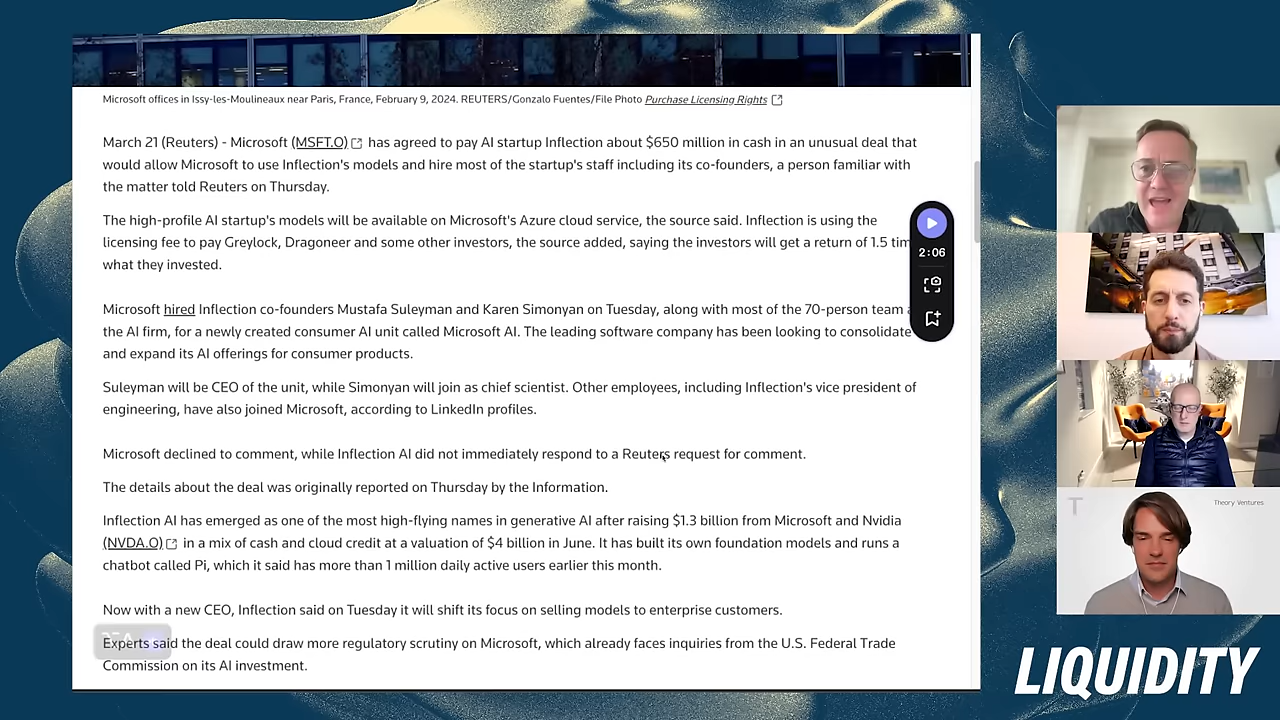 Microsoft offices in Issy-les-Moulineaux near Paris, France, February 9, 2024. REUTERS/Gonzalo Fuentes/File Photo Purchase Licensing Rights
March 21 (Reuters) - Microsoft (MSFT.O) has agreed to pay AI startup Inflection about $650 million in cash in an unusual deal that
would allow Microsoft to use Inflection's models and hire most of the startup's staff including its co-founders, a person familiar with
the matter told Reuters on Thursday.
The high-profile AI startup's models will be available on Microsoft's Azure cloud service, the source said. Inflection is using the
licensing fee to pay Greylock, Dragoneer and some other investors, the source added, saying the investors will get a return of 1.5
what they invested.
2:06
Microsoft hired Inflection co-founders Mustafa Suleyman and Karen Simonyan on Tuesday, along with most of the 70-person team
the AI firm, for a newly created consumer AI unit called Microsoft AI. The leading software company has been looking to consolidate
and expand its AI offerings for consumer products.
Suleyman will be CEO of the unit, while Simonyan will join as chief scientist. Other employees, including Inflection's vice president of
engineering, have also joined Microsoft, according to LinkedIn profiles.
Microsoft declined to comment, while Inflection AI did not immediately respond to a Reuters request for comment.
The details about the deal was originally reported on Thursday by the Information.
Inflection AI has emerged as one of the most high-flying names in generative AI after raising $1.3 billion from Microsoft and Nvidia
(NVDA.O) in a mix of cash and cloud credit at a valuation of $4 billion in June. It has built its own foundation models and runs a
chatbot called Pi, which it said has more than 1 million daily active users earlier this month.
Now with a new CEO, Inflection said on Tuesday it will shift its focus on selling models to enterprise customers.
Experts said the deal could draw more regulatory scrutiny on Microsoft, which already faces inquiries from the U.S. Federal Trade
Commission on its AI investment.
T
Theory Ventures
LIQUIDITY